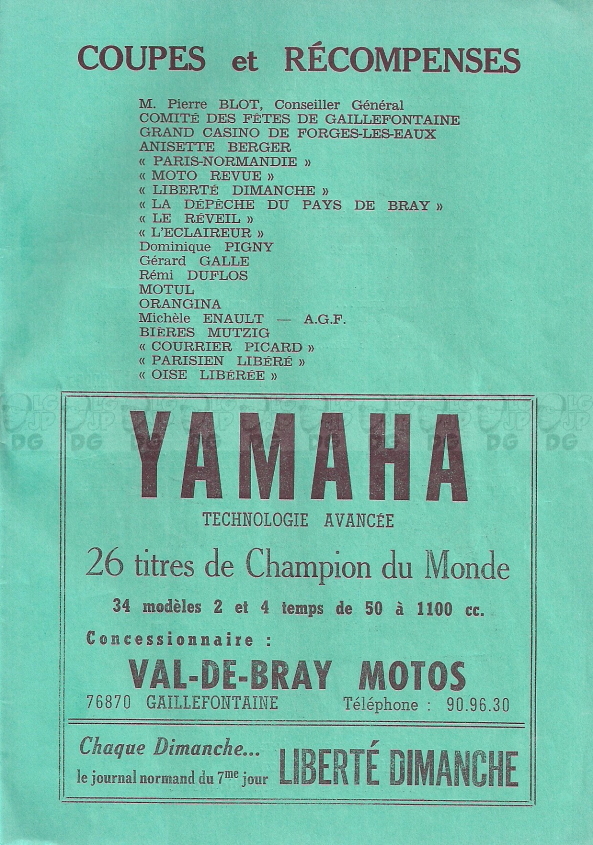 COUPES et RÉCOMPENSES
M. Pierre BLOT, Conseiller Général
COMITÉ DES FÊTES DE GAILLEFONTAINE
GRAND CASINO DE FORGES-LES-EAUX
ANISETTE BERGER
« PARIS-NORMANDIE »
« MOTO REVUE »
« LIBERTÉ DIMANCHE »
« LA DÉPÊCHE DU PAYS DE BRAY »
« LE RÉVEIL »
« L'ECLAIREUR »
Dominique PIGNY
Gérard GALLE
Rémi DUFLOS
MOTUL
ORANGINA
Michèle ENAULT — A.G.F.
BIÈRES MUTZIG
« COURRIER PICARD »
« PARISIEN LIBÉRÉ »
« OISE LIBÉRÉE »
YAMAHA
TECHNOLOGIE AVANCÉE
26 titres de Champion du Monde
34 modèles 2 et 4 temps de 50 à 1100 cc.
Concessionnaire :
VAL-DE-BRAY MOTOS
76870 GAILLEFONTAINE Téléphone : 90.96.30
Chaque Dimanche...
le journal normand du 7me jour LIBERTÉ DIMANCHE